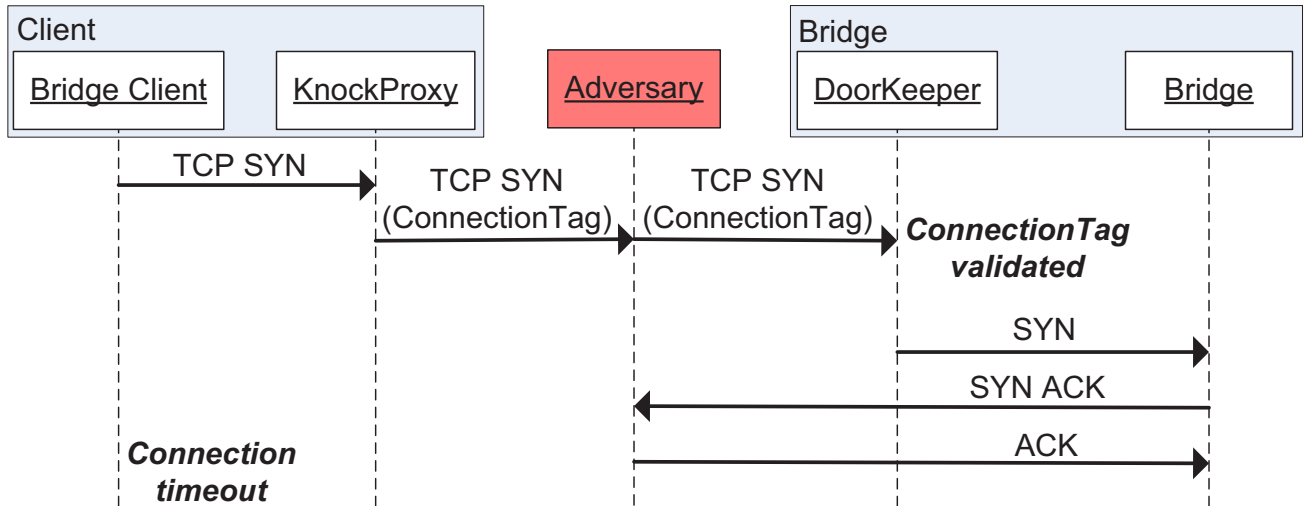 Client
Bridge
Bridge Client
KnockProxy
Adversary
DoorKeeper
Bridge
TCP SYN
TCP SYN
(ConnectionTag)
TCP SYN
(ConnectionTag)
ConnectionTag
validated
SYN
SYN ACK
ACK
Connection
timeout